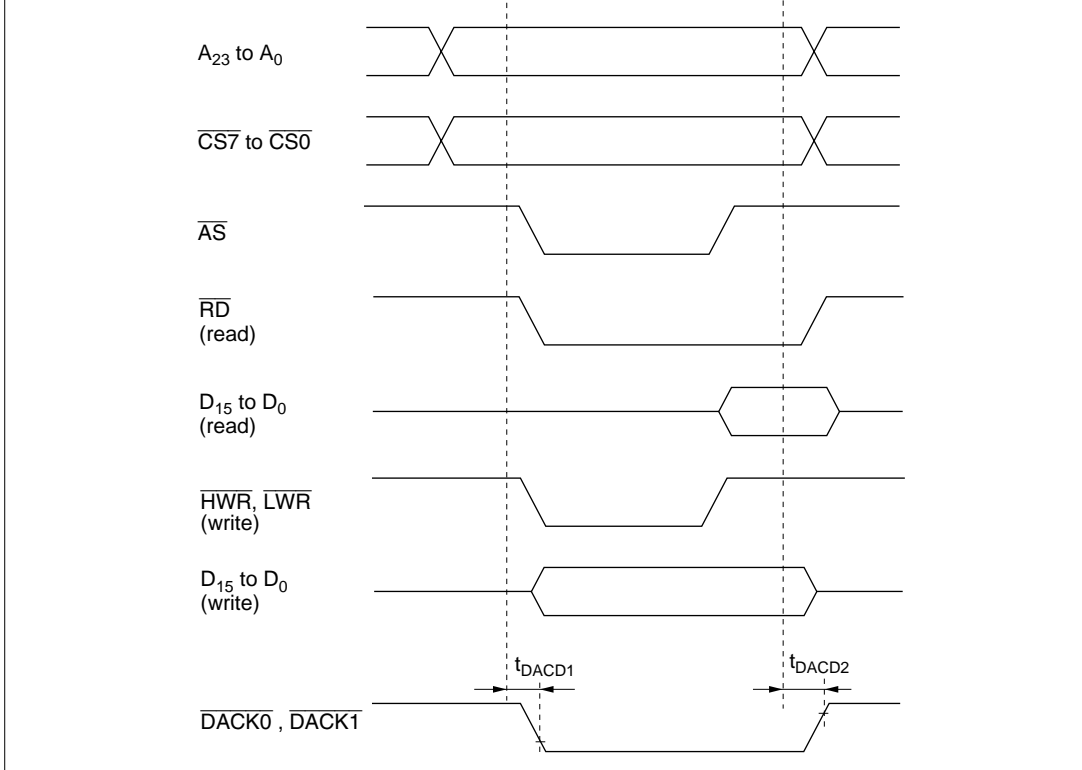 A23 to A0
CS7 to CS0
AS
RD
(read)
D15 to D0
(read)
HWR, LWR
(write)
D15 to D0
(write)
tDACD1
tDACD2
DACK0 , DACK1